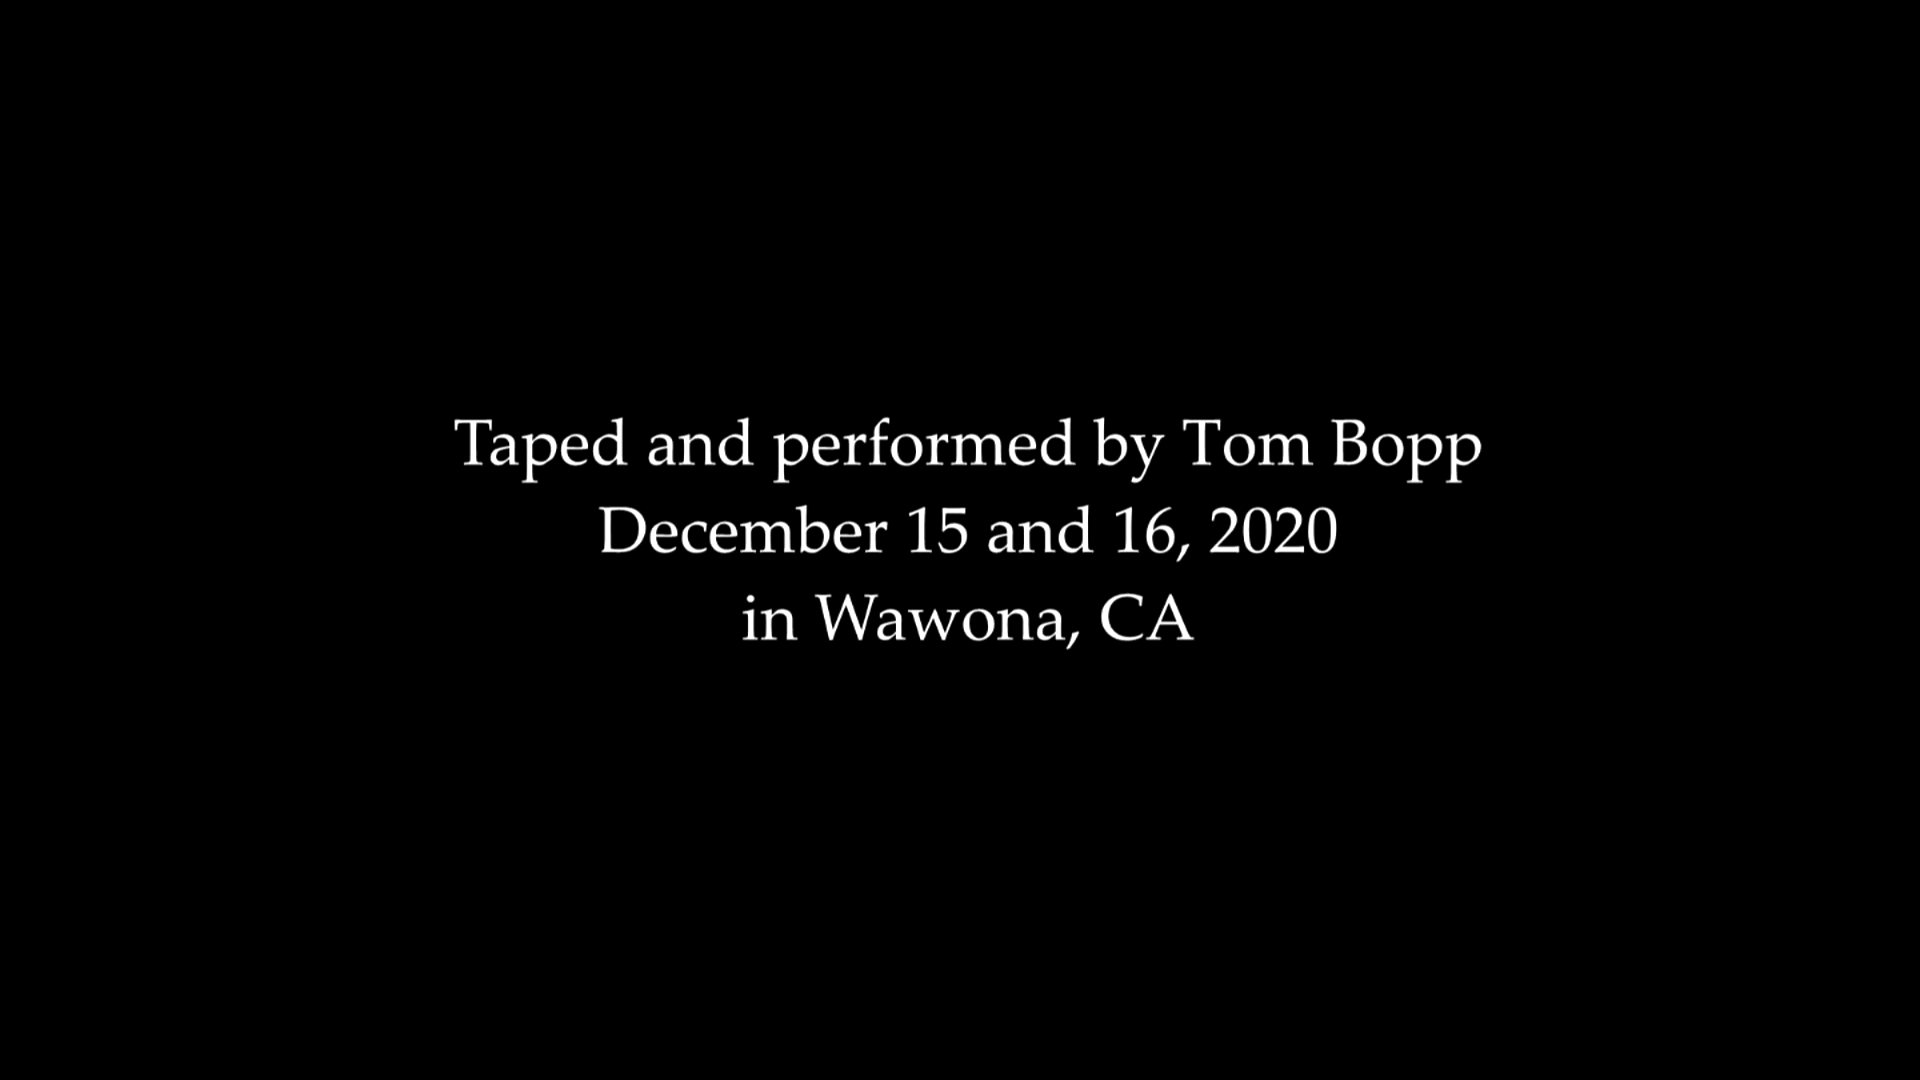 Taped and performed by Tom Bopp
December 15 and 16, 2020
in Wawona, CA